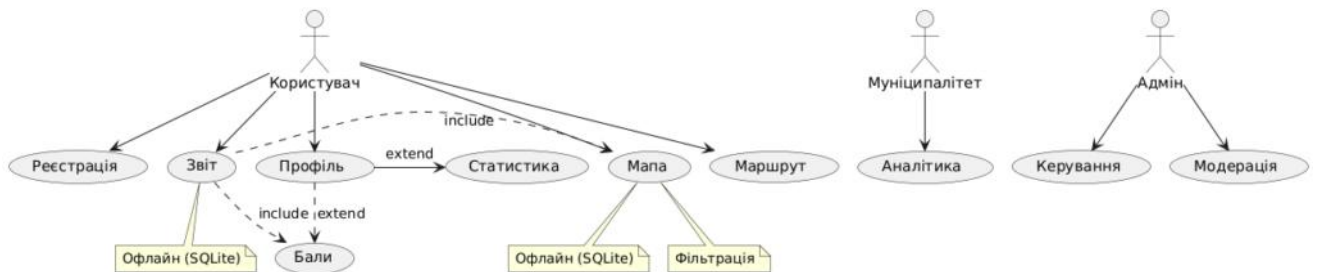 Користувач
Муніципалітет
Адмін
include
Реєстрація
Звіт
Профіль
extend
Статистика
Мапа
Маршрут
Аналітика
Керування
Модерація
include
extend
Офлайн (SQLite)
Бали
Офлайн (SQLite)
Фільтрація